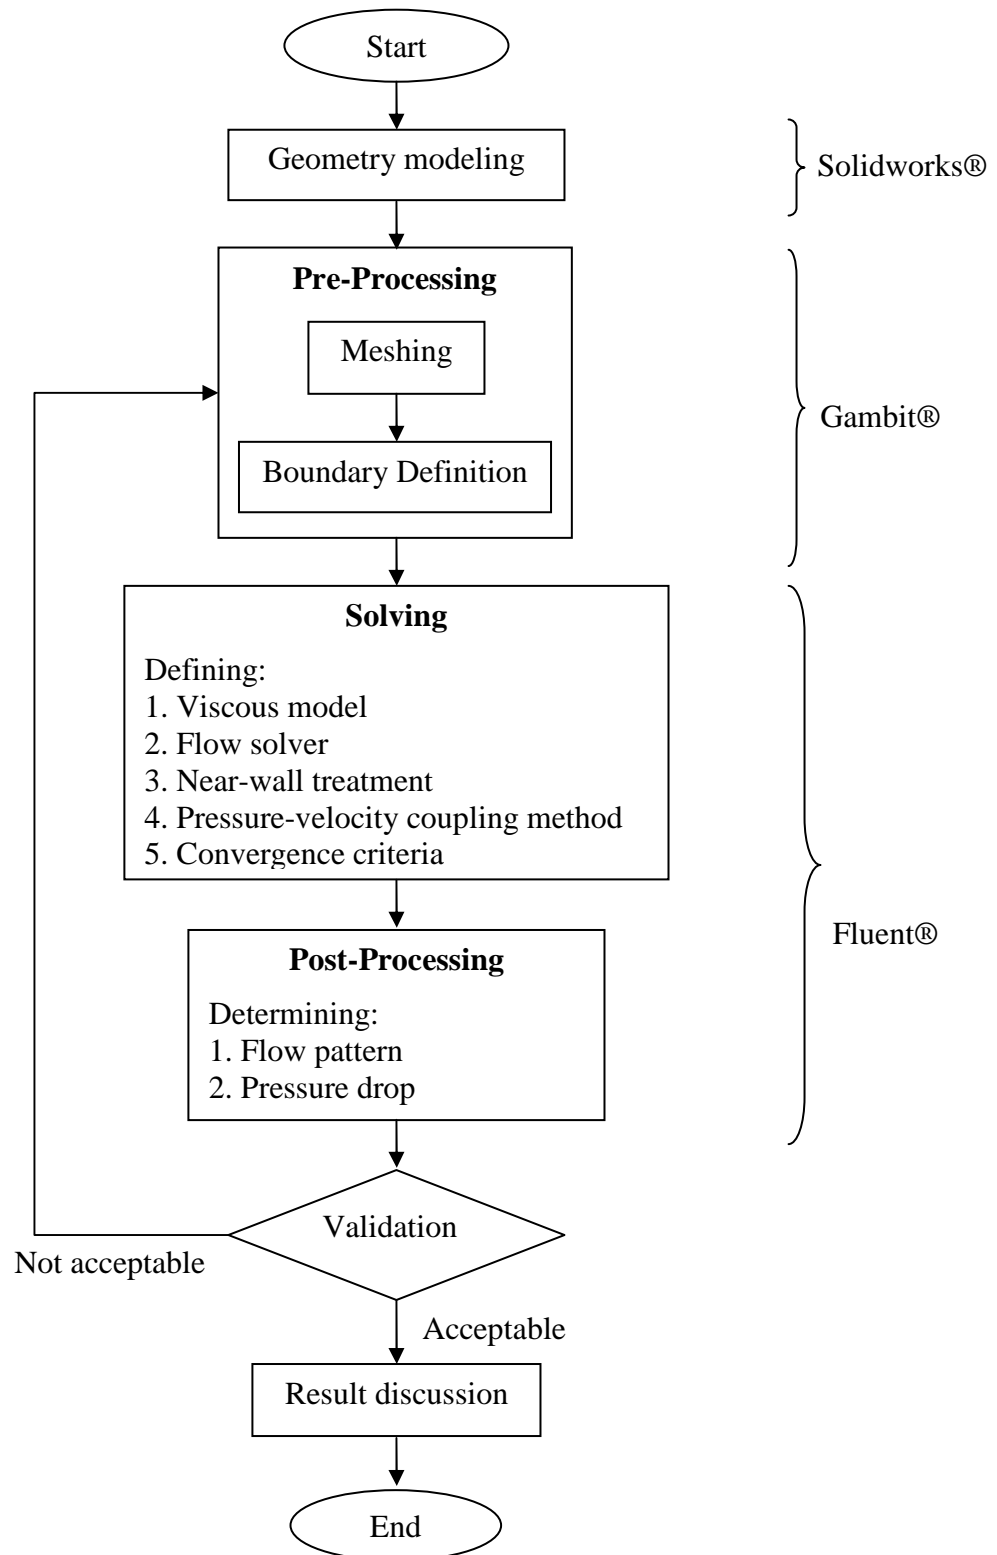 Start
Geometry modeling
Solidworks®
Pre-Processing
Meshing
Boundary Definition
Gambit®
Solving
Defining:
1. Viscous model
2. Flow solver
3. Near-wall treatment
4. Pressure-velocity coupling method
5. Convergence criteria
Fluent®
Post-Processing
Determining:
1. Flow pattern
2. Pressure drop
Validation
Not acceptable
Acceptable
Result discussion
End